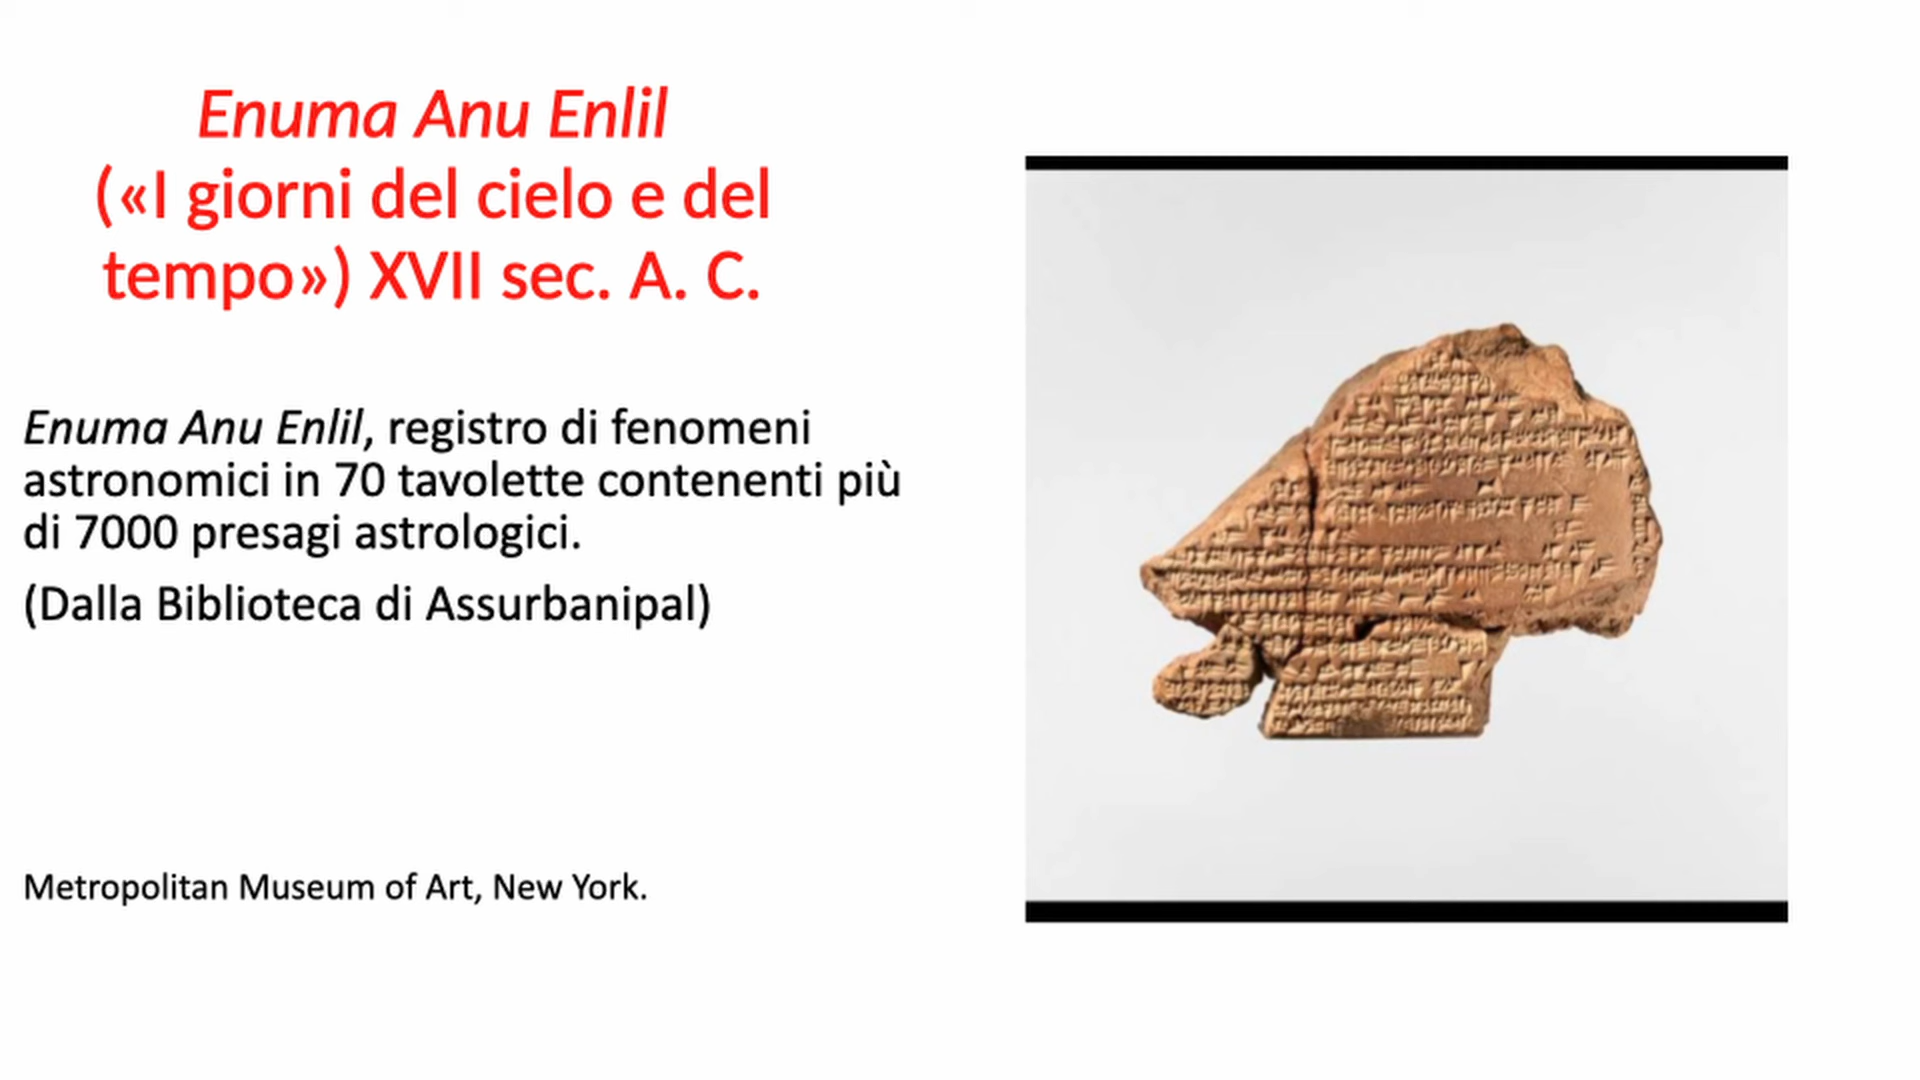 Enuma Anu Enlil
(«I giorni del cielo e del
tempo») XVII sec. A. C.
Enuma Anu Enlil, registro di fenomeni
astronomici in 70 tavolette contenenti più
di 7000 presagi astrologici.
(Dalla Biblioteca di Assurbanipal)
Metropolitan Museum of Art, New York.